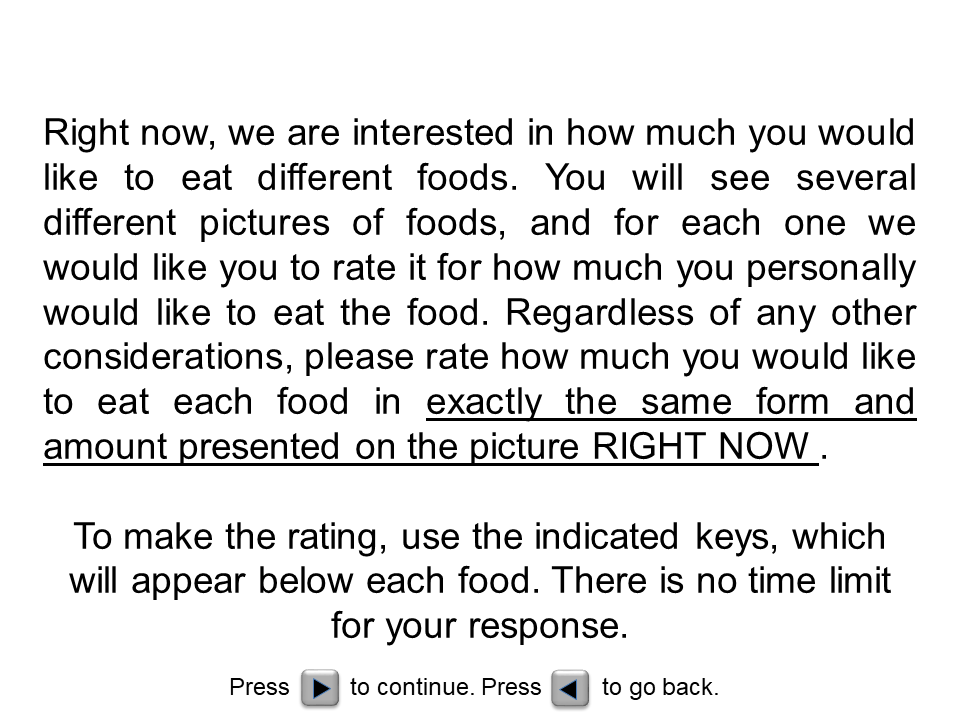 Right now, we are interested in how much you would
like to eat different foods. You will see several
different pictures of foods, and for each one we
would like you to rate it for how much you personally
would like to eat the food. Regardless of any other
considerations, please rate how much you would like
to eat each food in exactly the same form and
amount presented on the picture RIGHT NOW .
To make the rating, use the indicated keys, which
will appear below each food. There is no time limit
for your response.
Press to continue. Press to go back.